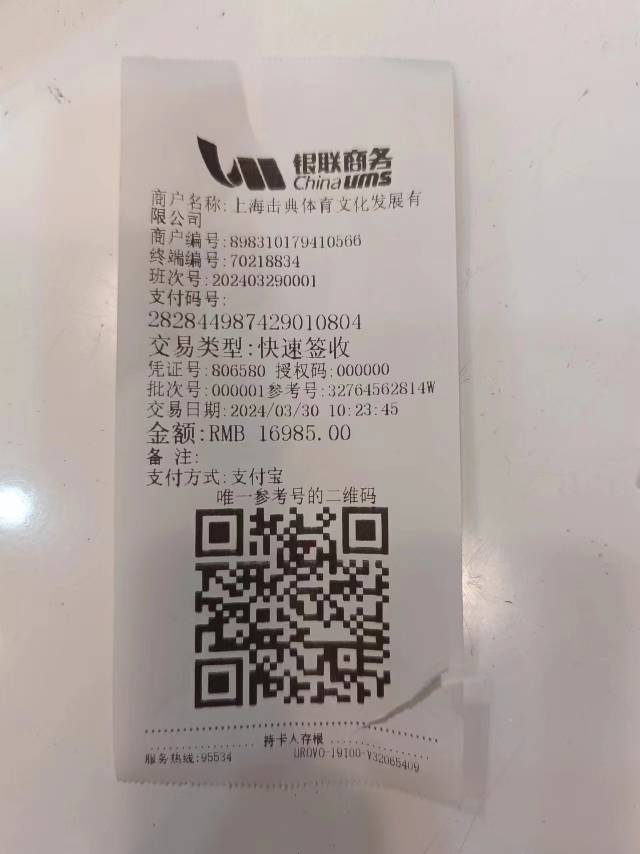 银联商务
China ums
商户名称:上海击典体育文化发展有
限公司
商户编号:898310179410566
终端编号:70218834
班次号:202403290001
支付码号:
282844987429010804
交易类型:快速签收
凭证号:806580 授权码:000000
批次号:000001参考号:32764562814W
交易日期:2024/03/30 10:23:45
金额:RMB 16985.00
备 注:
支付方式:支付宝
唯一参考号的二维码
持卡人存根
服务热线:95534 UROVO-I9100-V32065409